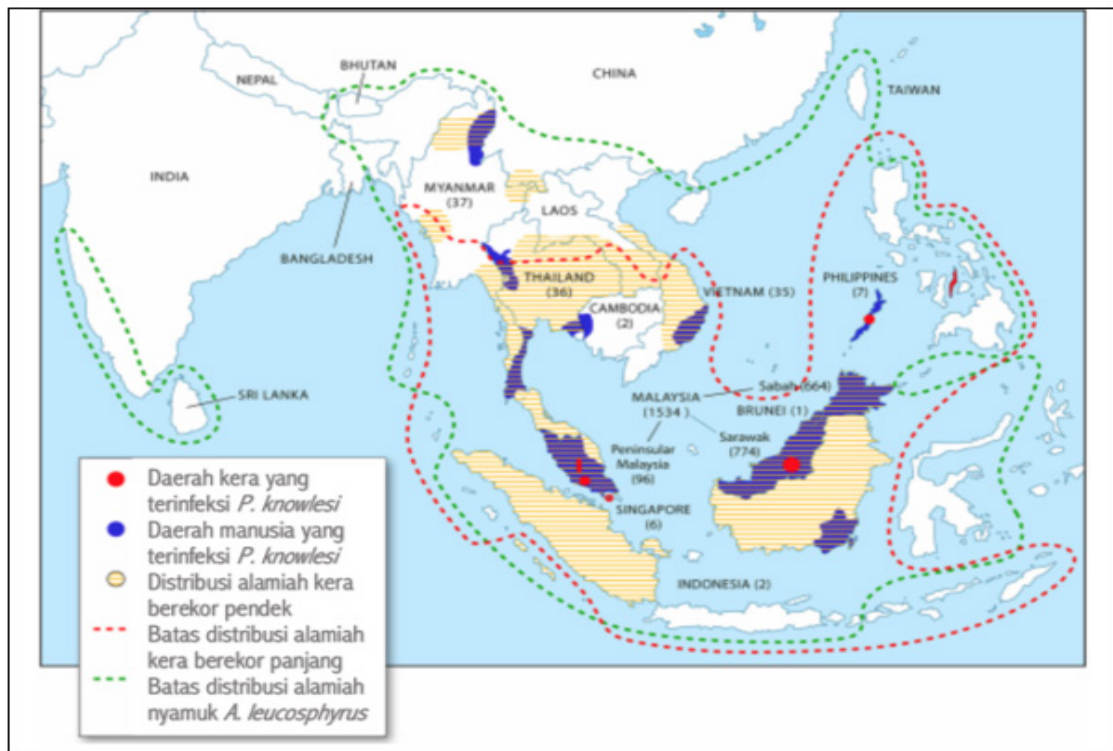 BHUTAN
NEPAL
CHINA
TAIWAN
INDIA
MYANMAR
(37)
LAOS
BANGLADESH
THAILAND
(36)
VIETNAM (35)
PHILIPPINES
(7)
CAMBODIA
(2)
SRI LANKA
MALAYSIA
(1534 )
Sabah (664)
BRUNEI (1)
Sarawak
(774)
Peninsular
Malaysia
(96)
SINGAPORE
(6)
INDONESIA (2)
Daerah kera yang
terinfeksi P. knowlesi
Daerah manusia yang
terinfeksi P. knowlesi
Distribusi alamiah kera
berekor pendek
Batas distribusi alamiah
kera berekor panjang
Batas distribusi alamiah
nyamuk A. leucosphyrus